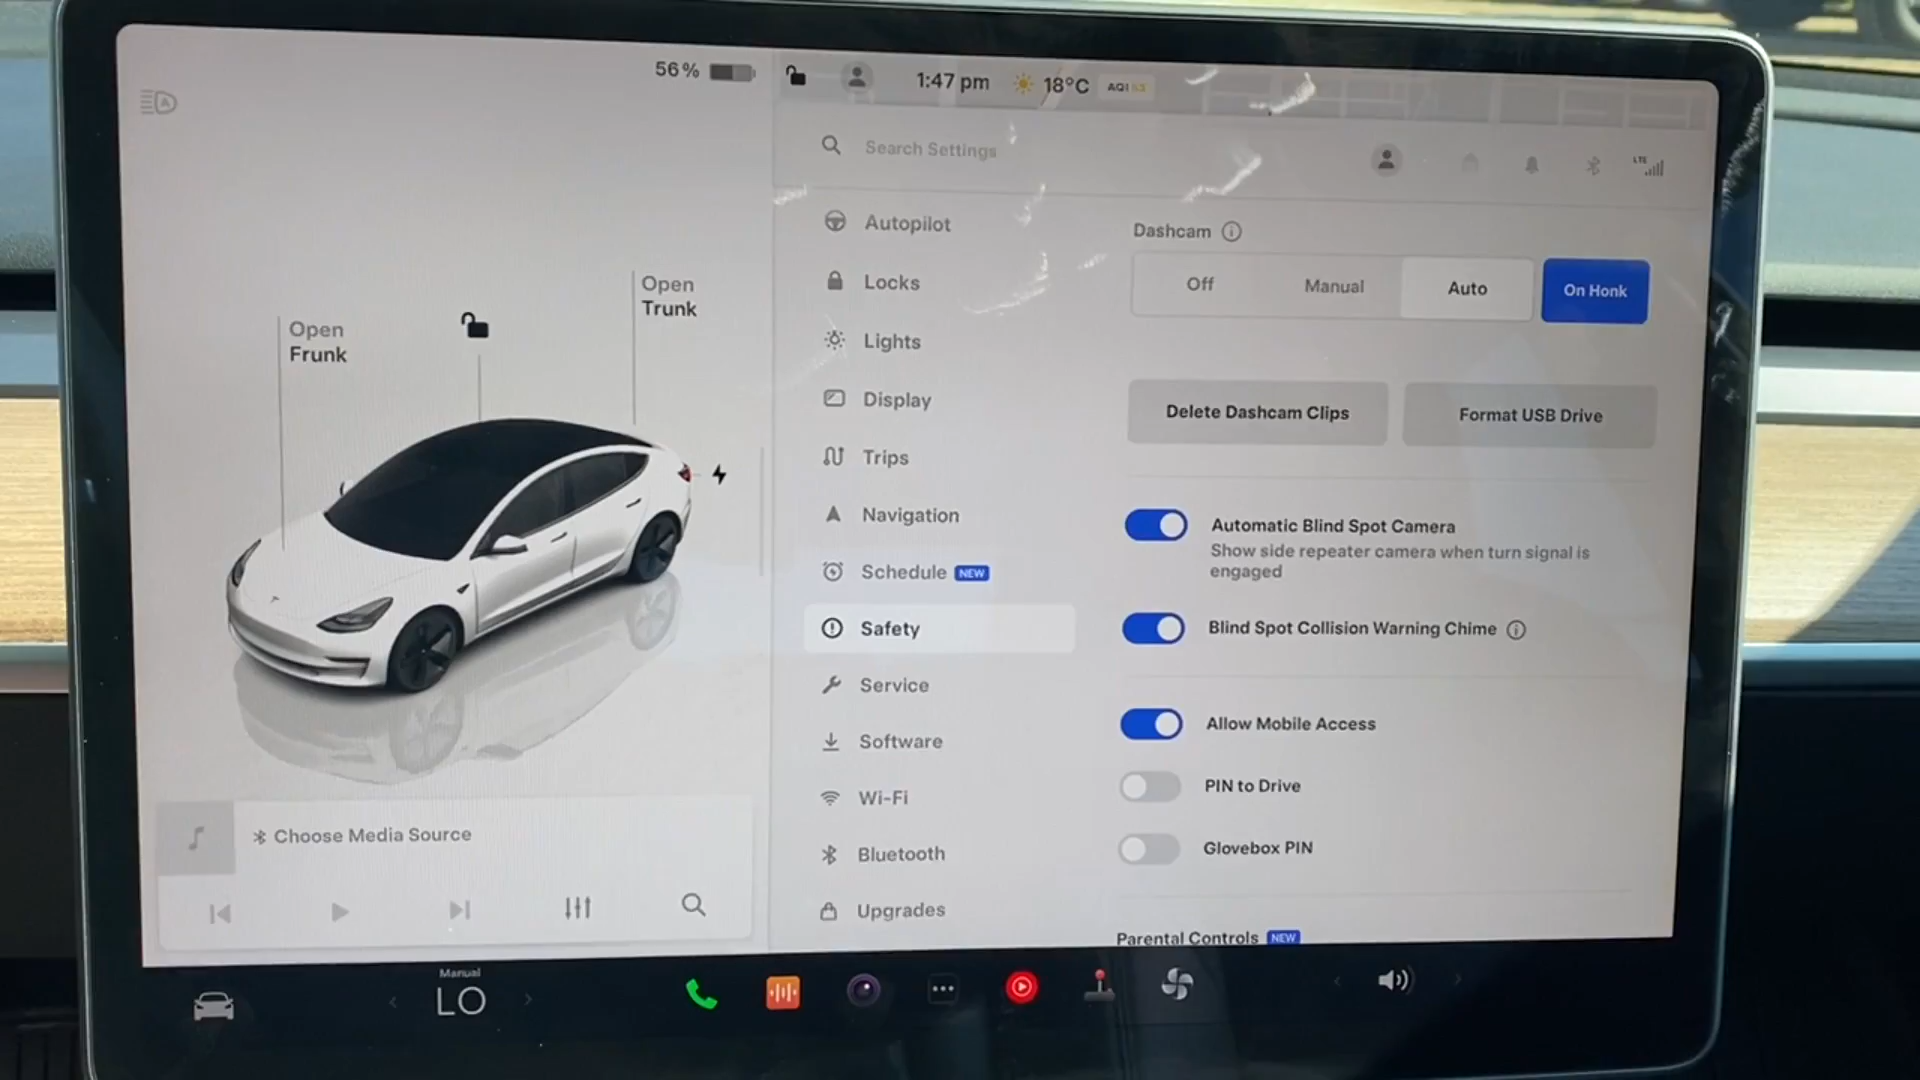 56%
1:47 pm
18°C
AQI 53
Search Settings
LTE
Open
Frunk
Open
Trunk
Choose Media Source
Autopilot
Locks
Lights
Display
Trips
Navigation
Schedule NEW
Safety
Service
Software
Wi-Fi
Bluetooth
Upgrades
Dashcam
Off
Manual
Auto
On Honk
Delete Dashcam Clips
Format USB Drive
Automatic Blind Spot Camera
Show side repeater camera when turn signal is
engaged
Blind Spot Collision Warning Chime
Allow Mobile Access
PIN to Drive
Glovebox PIN
Parental Controls NEW
Manual
LO